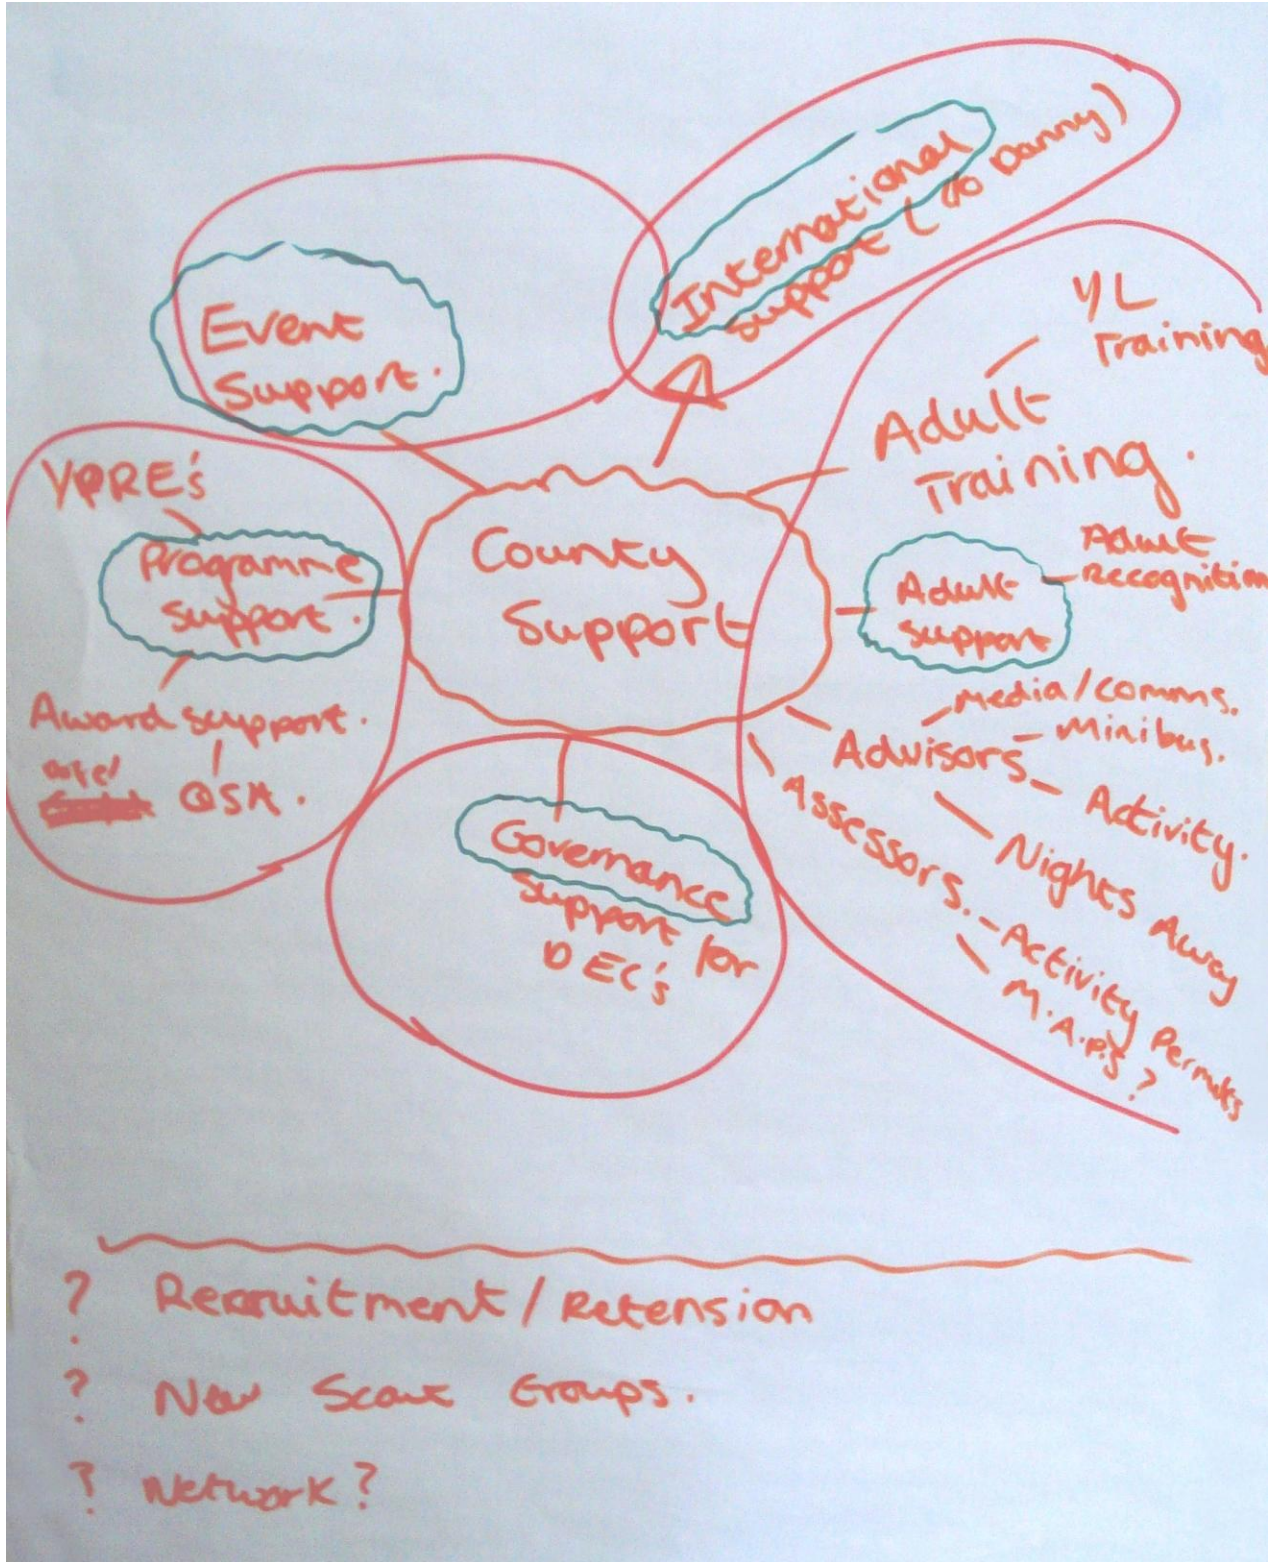 International
support ( c/o Danny )
Event
Support.
YL
Training
Adult
Training.
County
Support
YPRE's
Programme
support.
Award support.
QSA.
Adult
support
Adult
recognition
Advisors
Media/comms.
Minibus.
Activity.
Nights Away
Assessors.
Activity Permits
M.A.P.S ?
Governance
support for
DEC's
? Recruitment / Retension
? New Scout Groups.
? Network ?